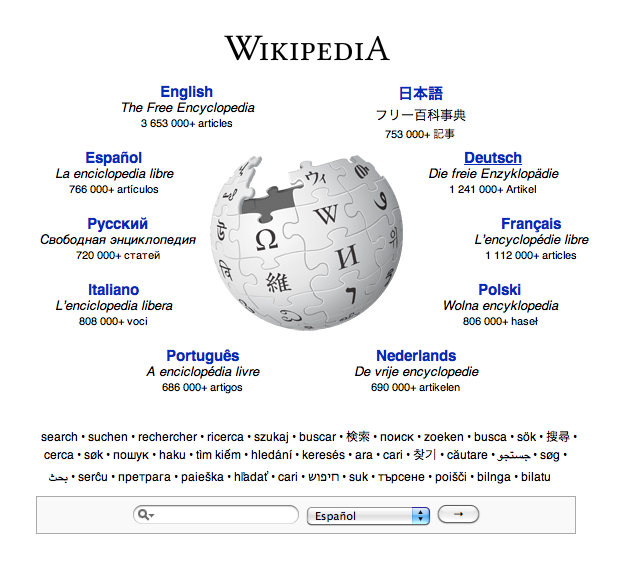 WIKIPEDIA
English
The Free Encyclopedia
3 653 000+ articles
日本語
フリー百科事典
753 000+ 記事
Español
La enciclopedia libre
766 000+ artículos
Deutsch
Die freie Enzyklopädie
1 241 000+ Artikel
Русский
Свободная энциклопедия
720 000+ статей
Français
L'encyclopédie libre
1 112 000+ articles
Italiano
L'enciclopedia libera
808 000+ voci
Polski
Wolna encyklopedia
806 000+ haseł
Português
A enciclopédia livre
686 000+ artigos
Nederlands
De vrije encyclopedie
690 000+ artikelen
Ω W И 維 ウィ
search • suchen • rechercher • ricerca • szukaj • buscar • 検索 • поиск • zoeken • busca • sök • 搜尋 •
cerca • søk • пошук • haku • tìm kiếm • hledání • keresés • ara • cari • 찾기 • căutare • جستجو • søg •
بحث • serĉu • претрага • paieška • hľadať • cari • חיפוש • suk • търсене • poišči • bilnga • bilatu
Español →